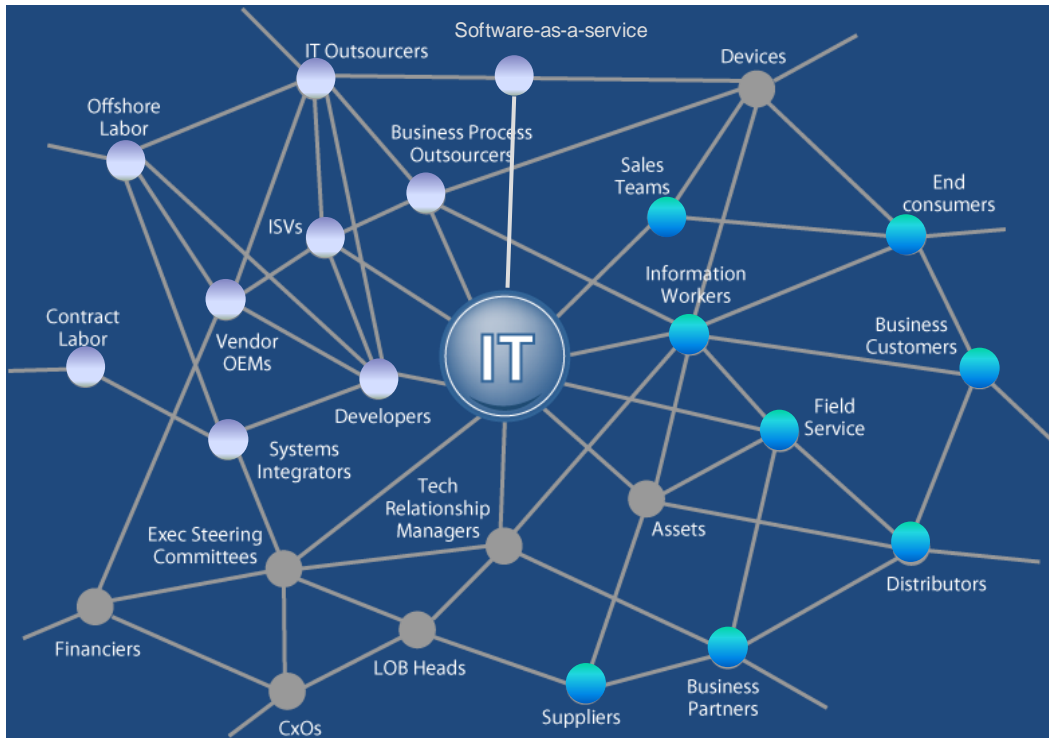 Software-as-a-service
IT Outsourcers
Devices
Offshore
Labor
Business Process
Outsourcers
Sales
Teams
End
consumers
ISVs
Information
Workers
Contract
Labor
Vendor
OEMs
IT
Business
Customers
Developers
Field
Service
Systems
Integrators
Tech
Relationship
Managers
Assets
Exec Steering
Committees
Distributors
Financiers
LOB Heads
Suppliers
Business
Partners
CxOs